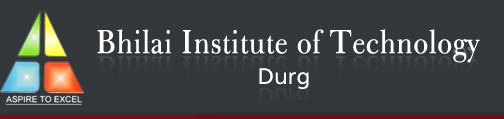 Bhilai Institute of Technology
Durg
ASPIRE TO EXCEL